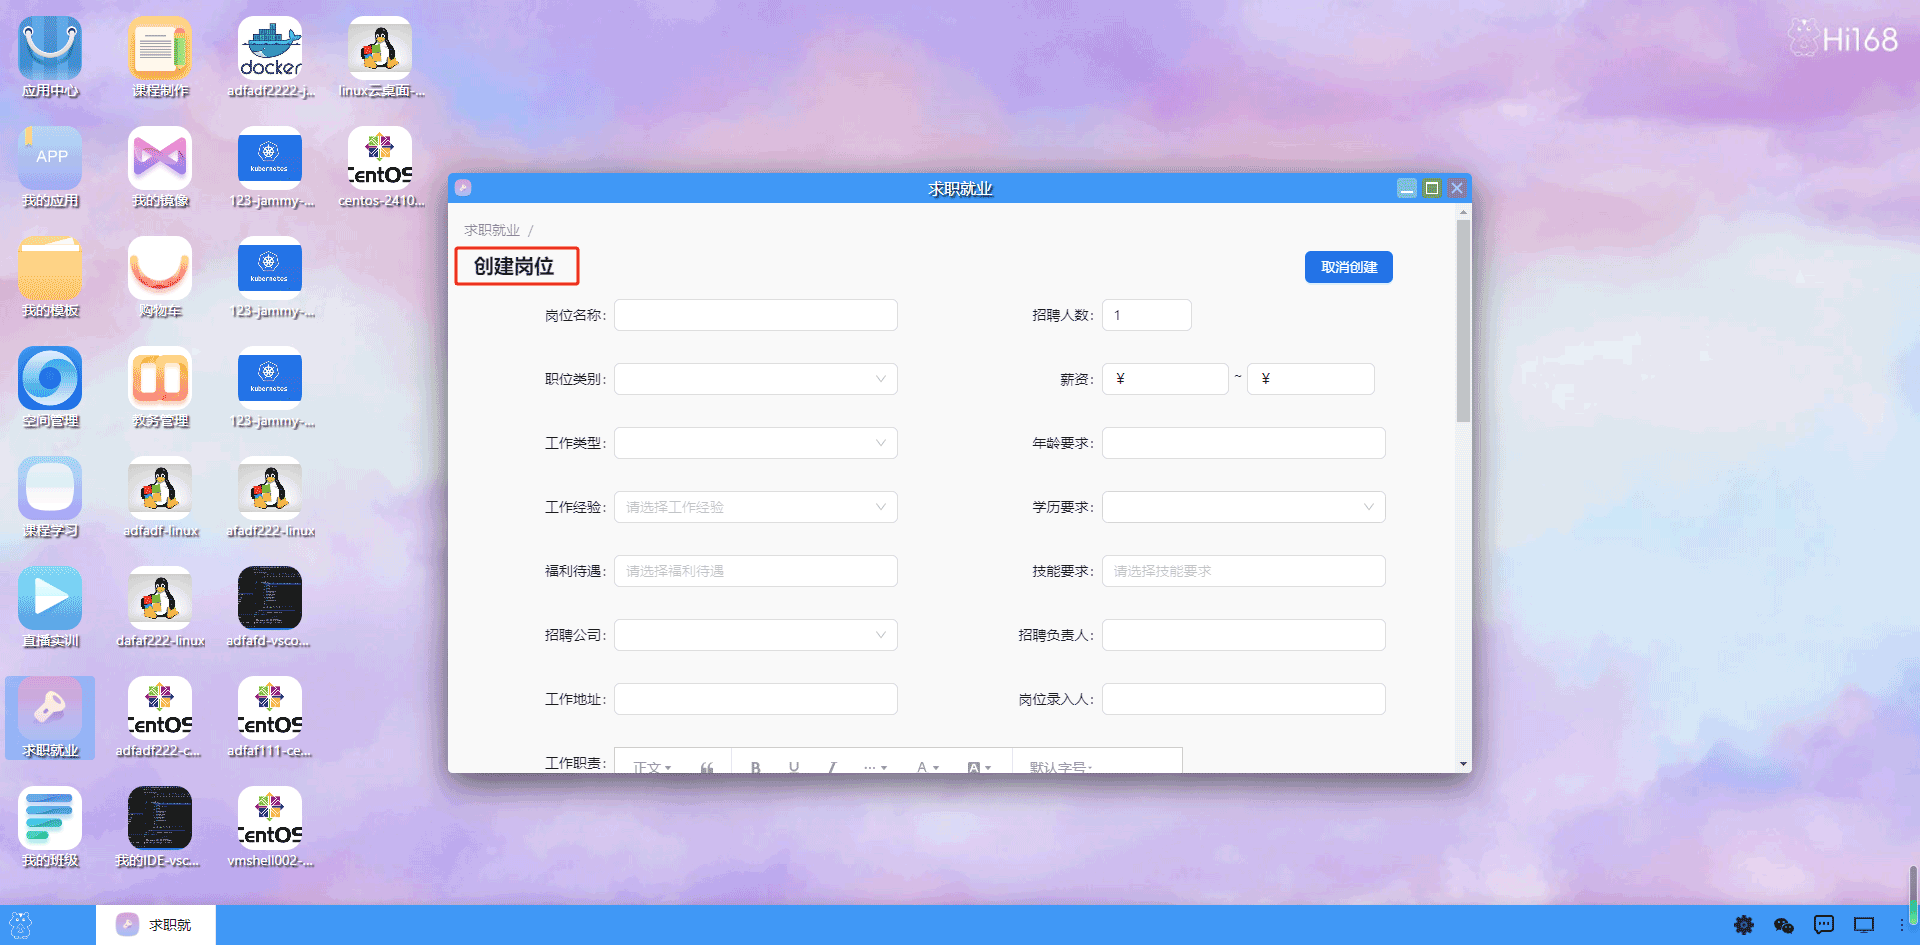 Hi168
应用中心
课程制作
docker
adfadf2222-j...
linux云桌面-...
APP
我的应用
我的镜像
kubernetes
123-jammy-...
CentOS
centos-2410...
我的模板
购物车
kubernetes
123-jammy-...
空间管理
教务管理
kubernetes
123-jammy-...
课程学习
adfadf-linux
afadf222-linux
直播实训
dafaf222-linux
adfafd-vsco...
求职就业
CentOS
adfadf222-c...
CentOS
adfaf111-ce...
我的班级
我的IDE-vsc...
CentOS
vmshell002-...
求职就业
求职就业 /
创建岗位
取消创建
岗位名称:
招聘人数: 1
职位类别:
薪资: ¥ ~ ¥
工作类型:
年龄要求:
工作经验: 请选择工作经验
学历要求:
福利待遇: 请选择福利待遇
技能要求: 请选择技能要求
招聘公司:
招聘负责人:
工作地址:
岗位录入人:
工作职责:
正文 B U I ... A A 默认字号
求职就